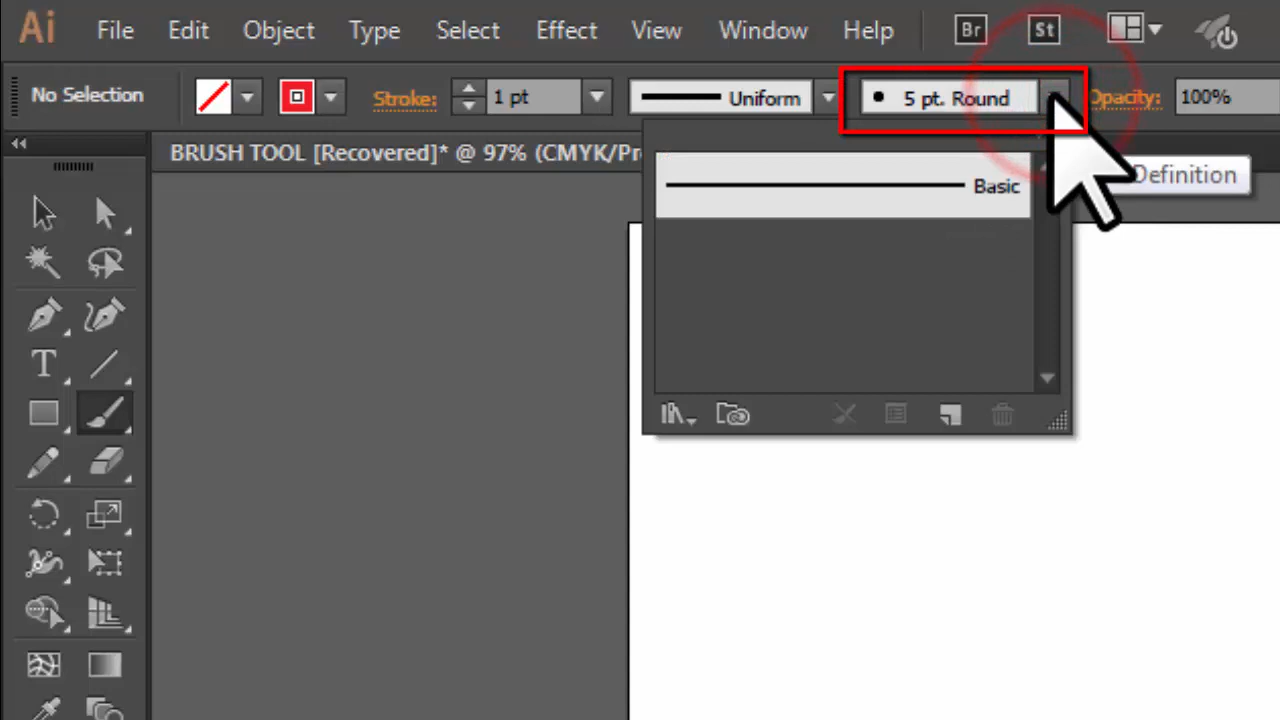 Ai File Edit Object Type Select Effect View Window Help Br St
No Selection Stroke: 1 pt Uniform 5 pt. Round Opacity: 100%
BRUSH TOOL [Recovered]* @ 97% (CMYK/Pr
Definition
Basic
T